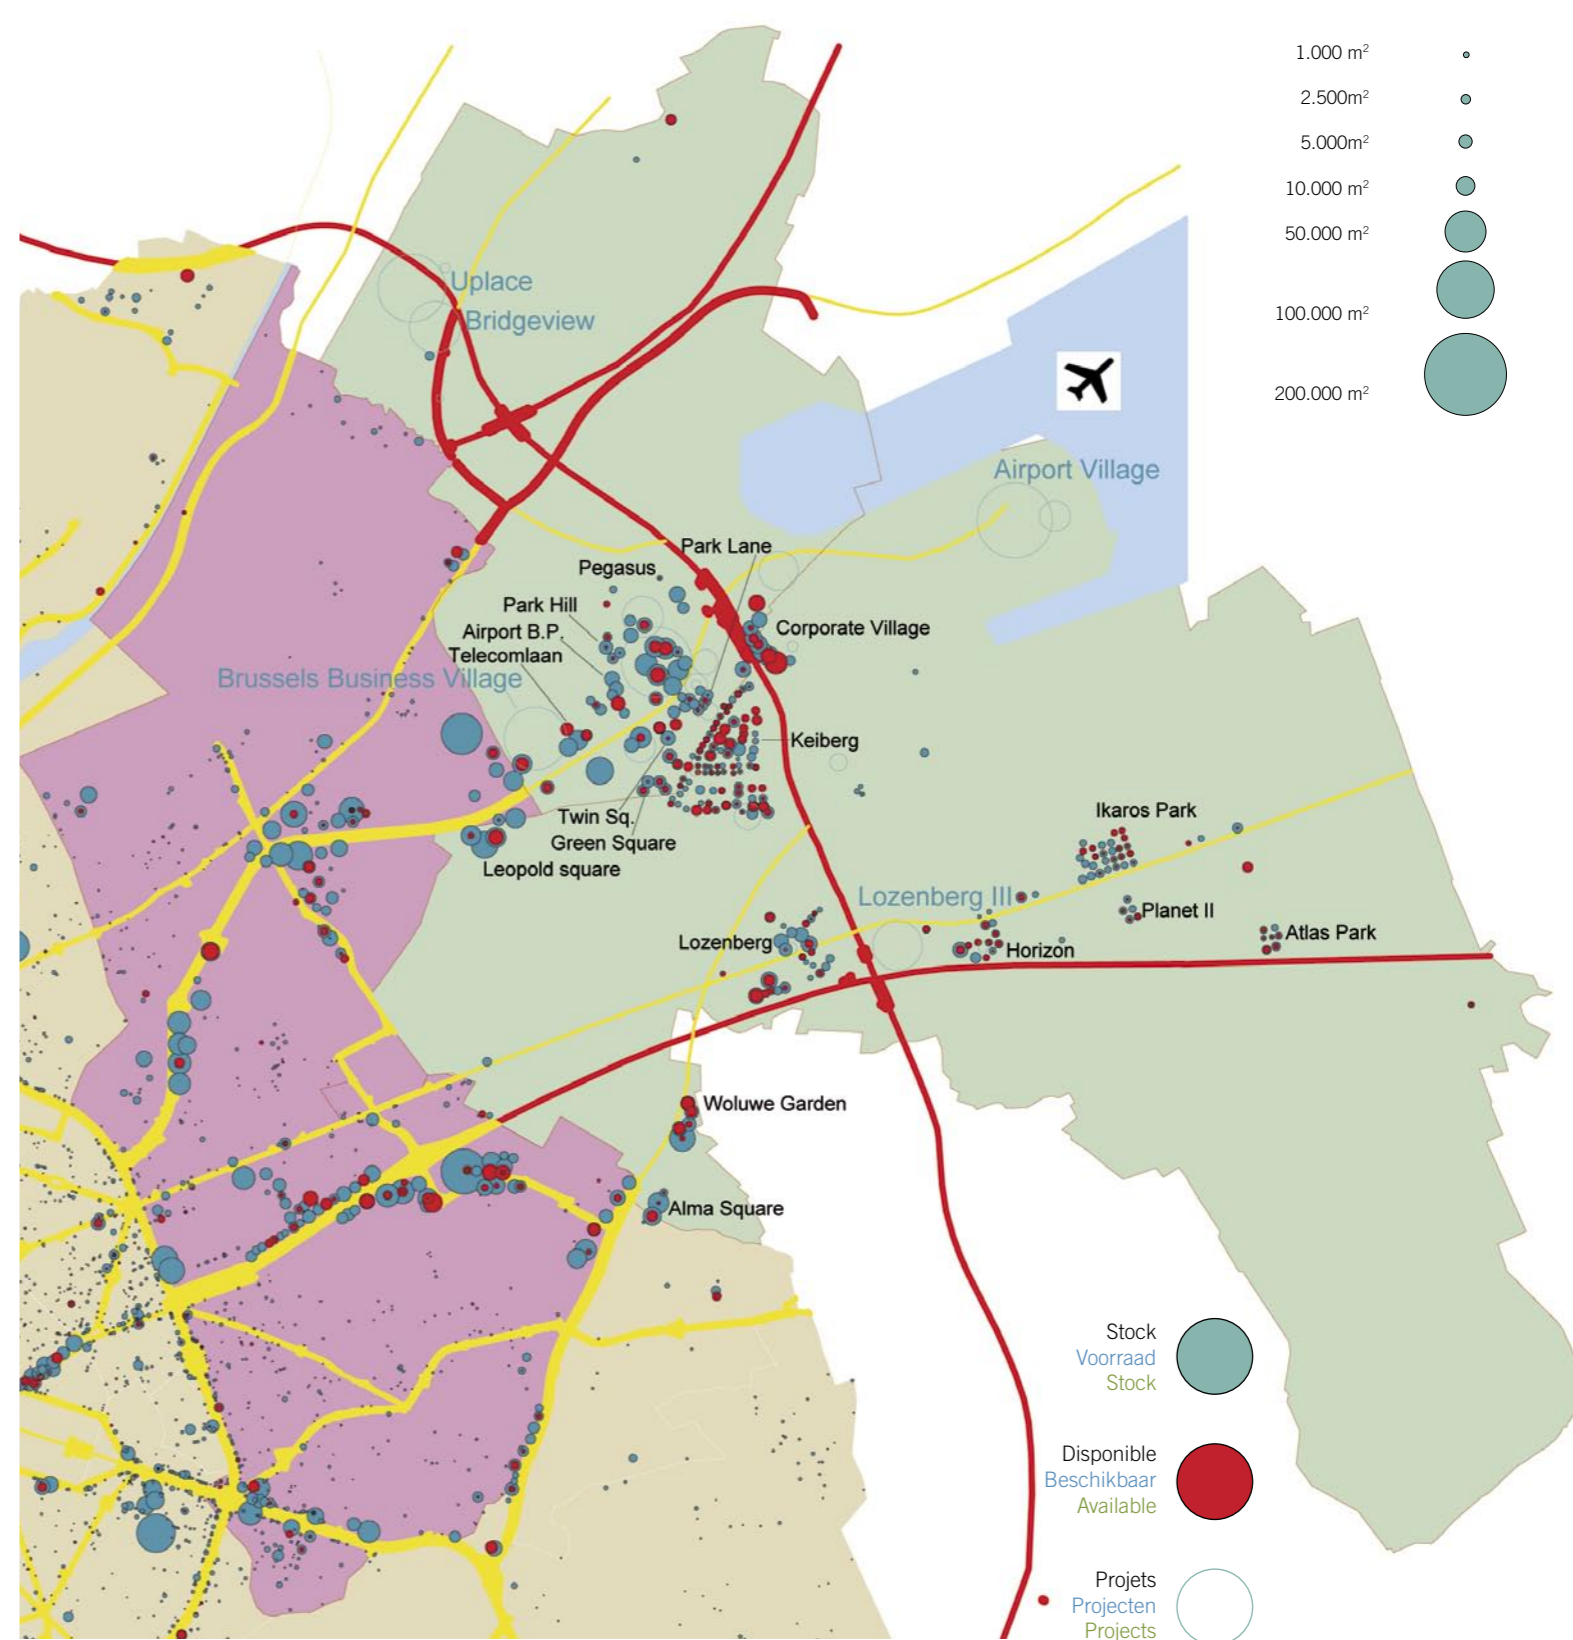 1.000 m²
2.500m²
5.000m²
10.000 m²
50.000 m²
100.000 m²
200.000 m²
Uplace
Bridgeview
Airport Village
Park Lane
Pegasus
Park Hill
Airport B.P.
Telecomlaan
Corporate Village
Brussels Business Village
Keiberg
Twin Sq.
Green Square
Leopold square
Ikaros Park
Lozenberg III
Planet II
Lozenberg
Atlas Park
Horizon
Woluwe Garden
Alma Square
Stock
Voorraad
Stock
Disponible
Beschikbaar
Available
Projets
Projecten
Projects